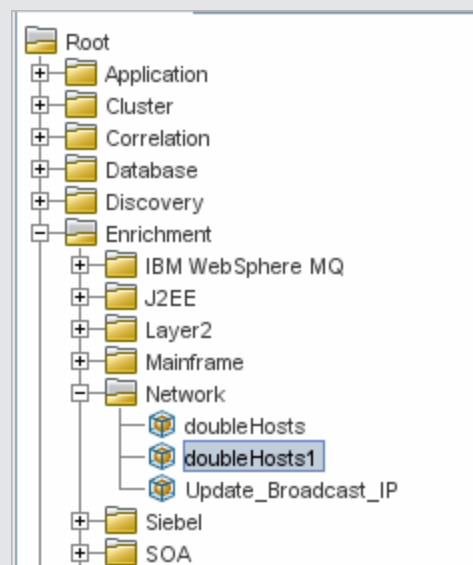 Root
Application
Cluster
Correlation
Database
Discovery
Enrichment
IBM WebSphere MQ
J2EE
Layer2
Mainframe
Network
doubleHosts
doubleHosts1
Update_Broadcast_IP
Siebel
SOA